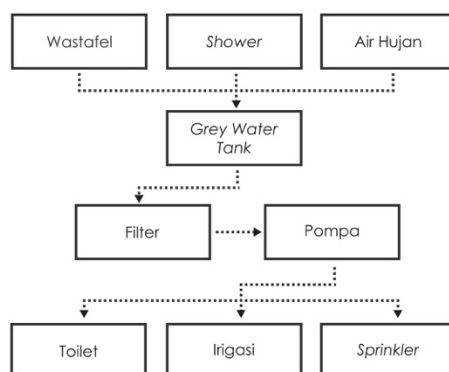 Wastafel
Shower
Air Hujan
Grey Water
Tank
Filter
Pompa
Toilet
Irigasi
Sprinkler